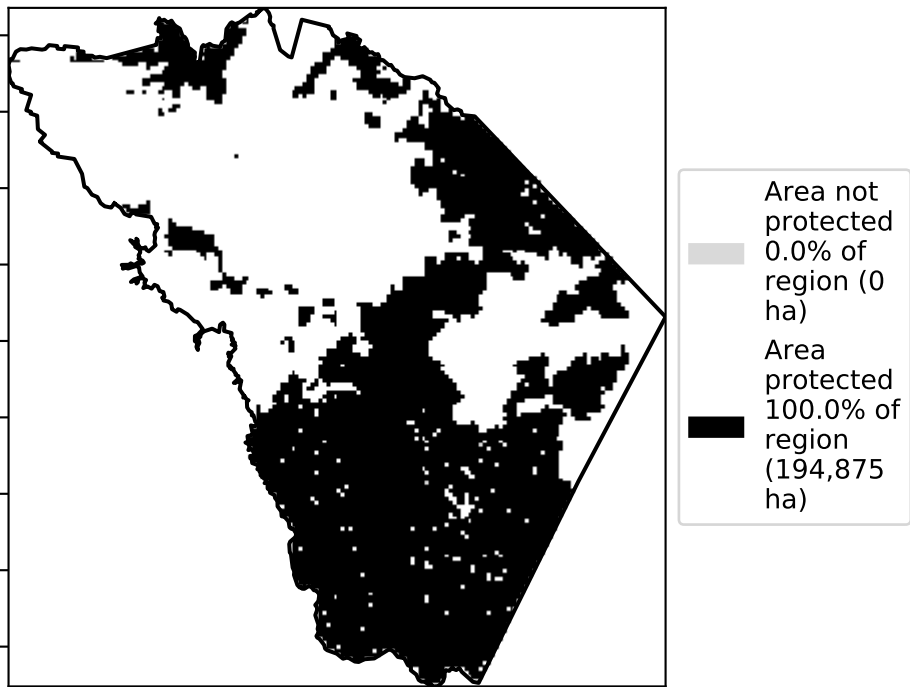 Area not
protected
0.0% of
region (0
ha)
Area
protected
100.0% of
region
(194,875
ha)